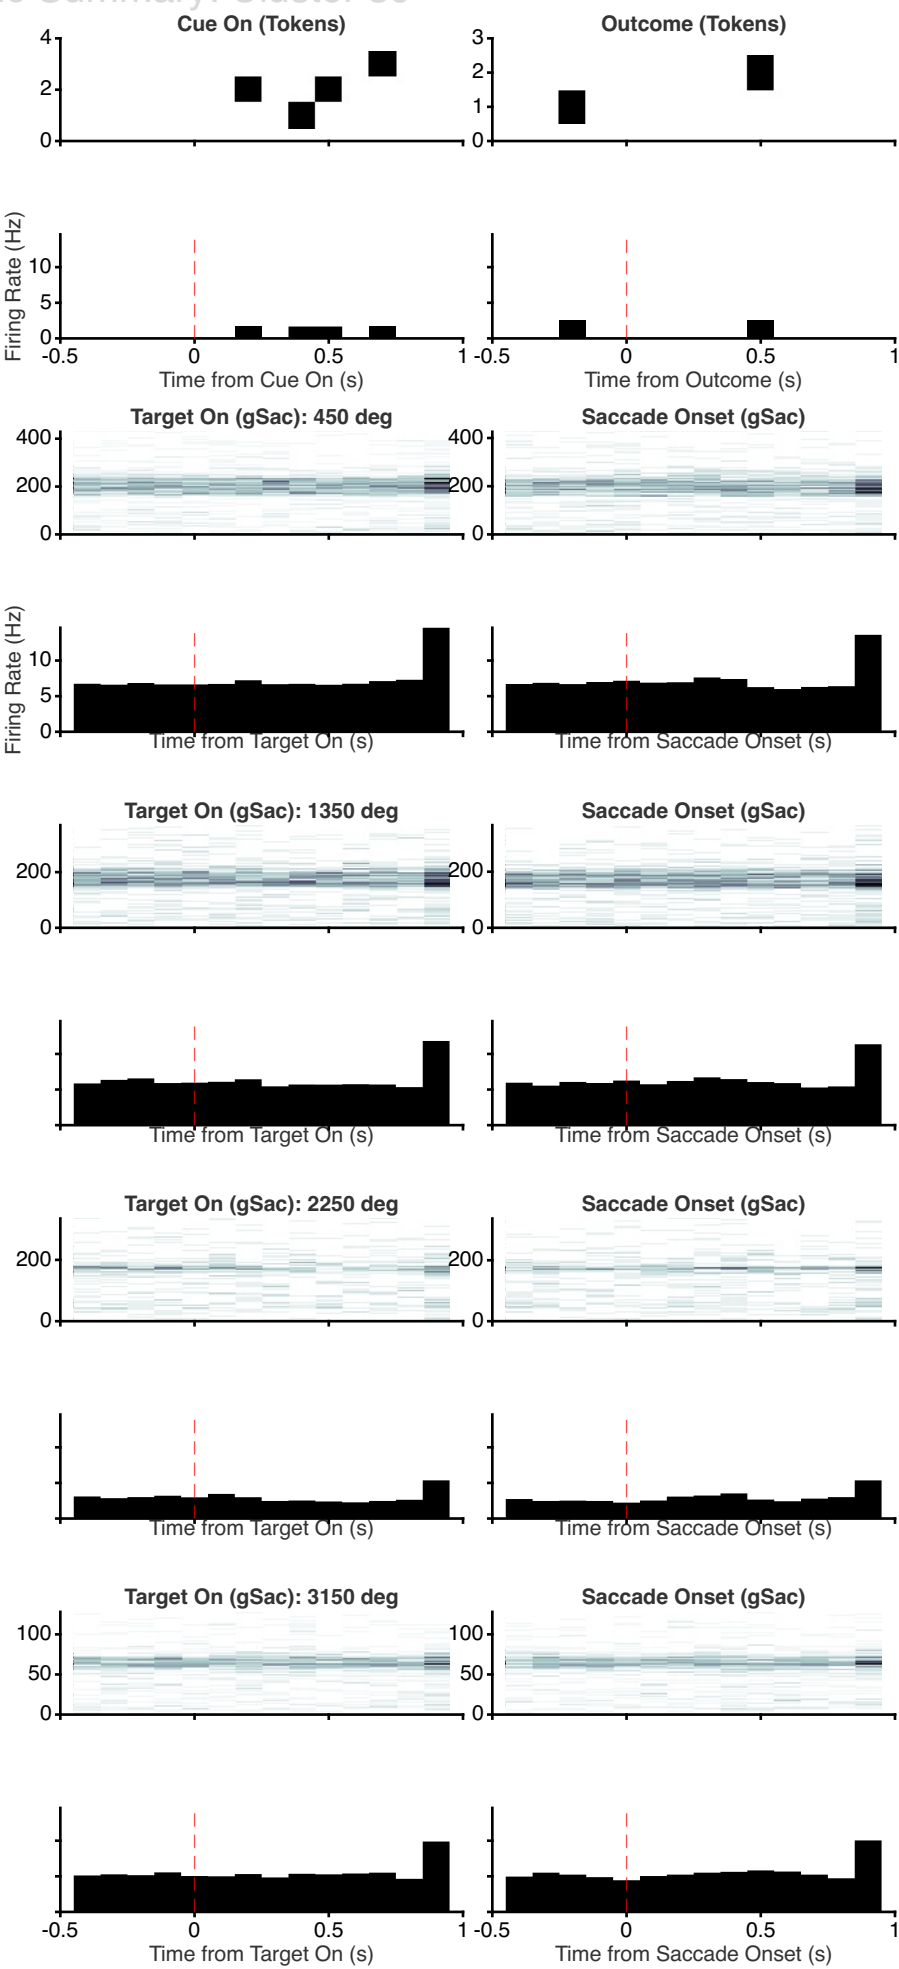 Summary: Cluster
Cue On (Tokens) Outcome (Tokens)
4 3
2 2
1
0 0
Firing Rate (Hz)
10
5
0
-0.5 0 0.5 1 -0.5 0 0.5 1
Time from Cue On (s) Time from Outcome (s)
Target On (gSac): 450 deg Saccade Onset (gSac)
400 400
200 200
0 0
Firing Rate (Hz)
10
5
0
Time from Target On (s) Time from Saccade Onset (s)
Target On (gSac): 1350 deg Saccade Onset (gSac)
200 200
0 0
Time from Target On (s) Time from Saccade Onset (s)
Target On (gSac): 2250 deg Saccade Onset (gSac)
200 200
0 0
Time from Target On (s) Time from Saccade Onset (s)
Target On (gSac): 3150 deg Saccade Onset (gSac)
100 100
50 50
0 0
-0.5 0 0.5 1 -0.5 0 0.5 1
Time from Target On (s) Time from Saccade Onset (s)